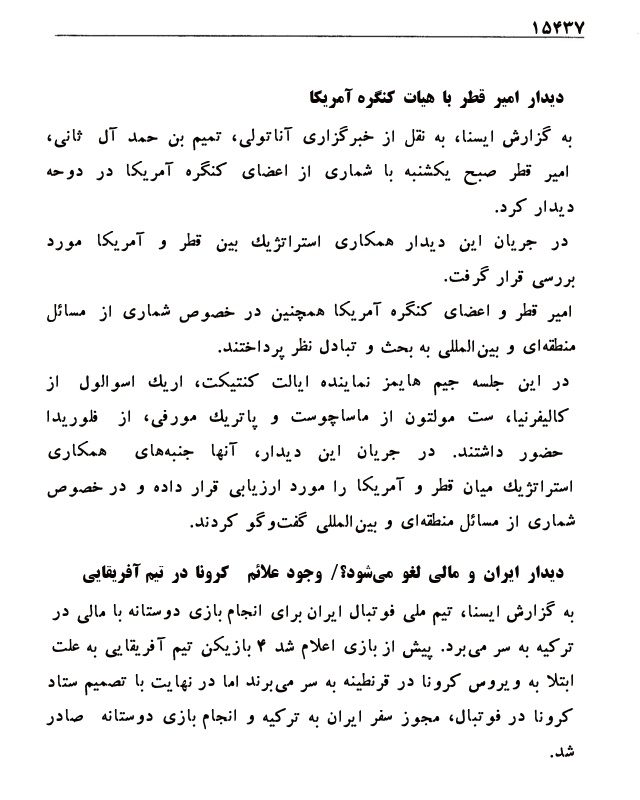 ۱۵۴۳۷
دیدار امیر قطر با هیات کنگره آمریکا
به گزارش ایسنا، به نقل از خبرگزاری آناتولی، تمیم بن حمد آل ثانی،
امیر قطر صبح یکشنبه با شماری از اعضای کنگره آمریکا در دوحه
دیدار کرد.
در جریان این دیدار همکاری استراتژیك بین قطر و آمریکا مورد
بررسی قرار گرفت.
امیر قطر و اعضای کنگره آمریکا همچنین در خصوص شماری از مسائل
منطقه‌ای و بین‌المللی به بحث و تبادل نظر پرداختند.
در این جلسه جیم هایمز نماینده ایالت کنتیکت، اریك اسوالول از
کالیفرنیا، ست مولتون از ماساچوست و پاتریك مورفی، از فلوریدا
حضور داشتند. در جریان این دیدار، آنها جنبه‌های همکاری
استراتژیك میان قطر و آمریکا را مورد ارزیابی قرار داده و در خصوص
شماری از مسائل منطقه‌ای و بین‌المللی گفت‌وگو کردند.
دیدار ایران و مالی لغو می‌شود؟/ وجود علائم کرونا در تیم آفریقایی
به گزارش ایسنا، تیم ملی فوتبال ایران برای انجام بازی دوستانه با مالی در
ترکیه به سر می‌برد. پیش از بازی اعلام شد ۴ بازیکن تیم آفریقایی به علت
ابتلا به ویروس کرونا در قرنطینه به سر می‌برند اما در نهایت با تصمیم ستاد
کرونا در فوتبال، مجوز سفر ایران به ترکیه و انجام بازی دوستانه صادر
شد.